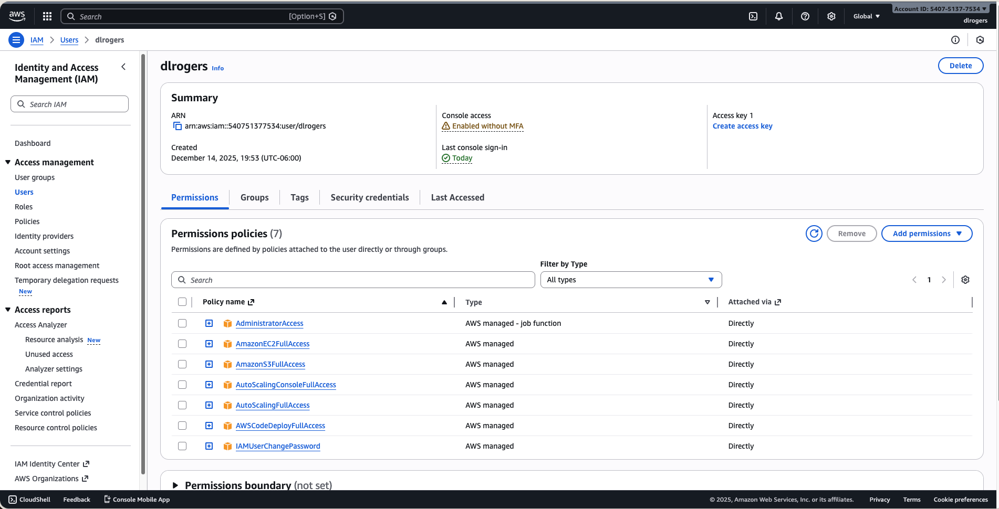 aws
Search
[Option+S]
Global
Account ID: 5407-5137-7534
dlrogers
IAM
Users
dlrogers
Identity and Access
Management (IAM)
Search IAM
Dashboard
Access management
User groups
Users
Roles
Policies
Identity providers
Account settings
Root access management
Temporary delegation requests
New
Access reports
Access Analyzer
Resource analysis New
Unused access
Analyzer settings
Credential report
Organization activity
Service control policies
Resource control policies
IAM Identity Center
AWS Organizations
dlrogers Info
Delete
Summary
ARN
arn:aws:iam::540751377534:user/dlrogers
Created
December 14, 2025, 19:53 (UTC-06:00)
Console access
Enabled without MFA
Last console sign-in
Today
Access key 1
Create access key
Permissions
Groups
Tags
Security credentials
Last Accessed
Permissions policies (7)
Remove
Add permissions
Permissions are defined by policies attached to the user directly or through groups.
Filter by Type
Search
All types
1
Policy name Type Attached via
AdministratorAccess AWS managed - job function Directly
AmazonEC2FullAccess AWS managed Directly
AmazonS3FullAccess AWS managed Directly
AutoScalingConsoleFullAccess AWS managed Directly
AutoScalingFullAccess AWS managed Directly
AWSCodeDeployFullAccess AWS managed Directly
IAMUserChangePassword AWS managed Directly
Permissions boundary (not set)
CloudShell Feedback Console Mobile App © 2025, Amazon Web Services, Inc. or its affiliates. Privacy Terms Cookie preferences